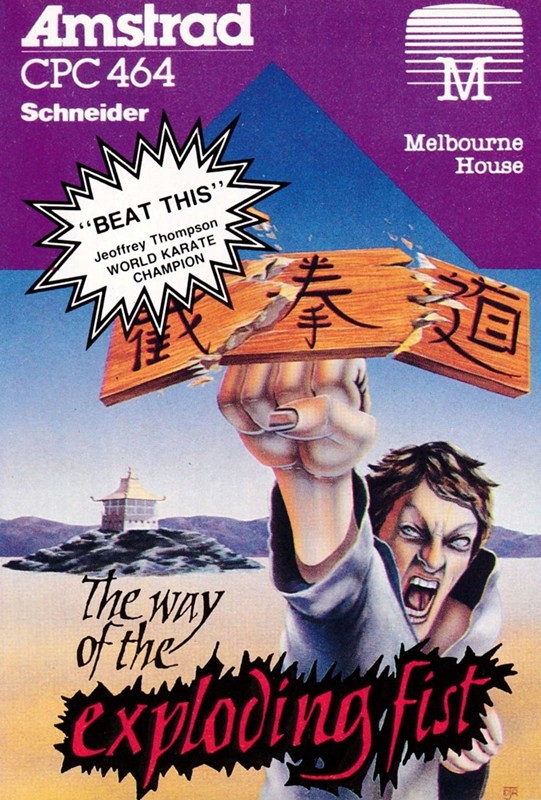 Amstrad
CPC 464
Schneider
M
Melbourne
House
"BEAT THIS"
Jeoffrey Thompson
WORLD KARATE
CHAMPION
截拳道
The way
of the
exploding fist